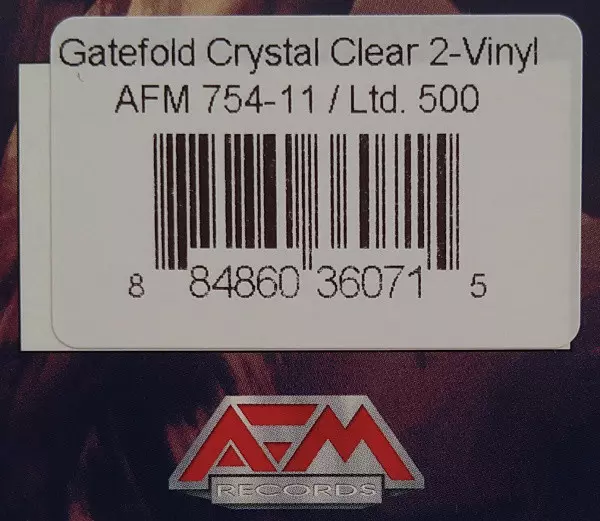 Gatefold Crystal Clear 2-Vinyl
AFM 754-11 / Ltd. 500
8 84860 36071 5
AFM
RECORDS